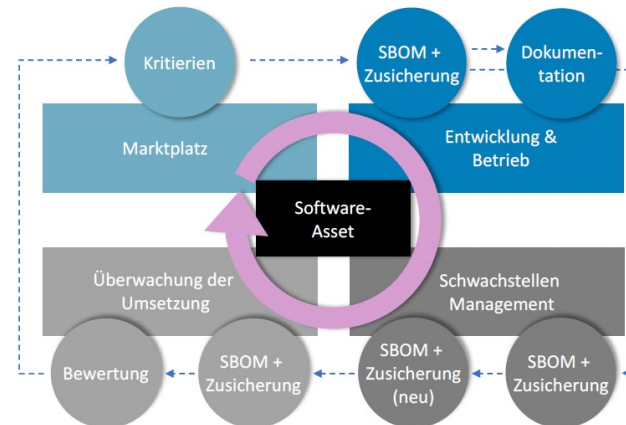 Kritierien
SBOM +
Zusicherung
Dokumen-
tation
Marktplatz
Entwicklung &
Betrieb
Software-
Asset
Überwachung der
Umsetzung
Schwachstellen
Management
Bewertung
SBOM +
Zusicherung
SBOM +
Zusicherung
(neu)
SBOM +
Zusicherung